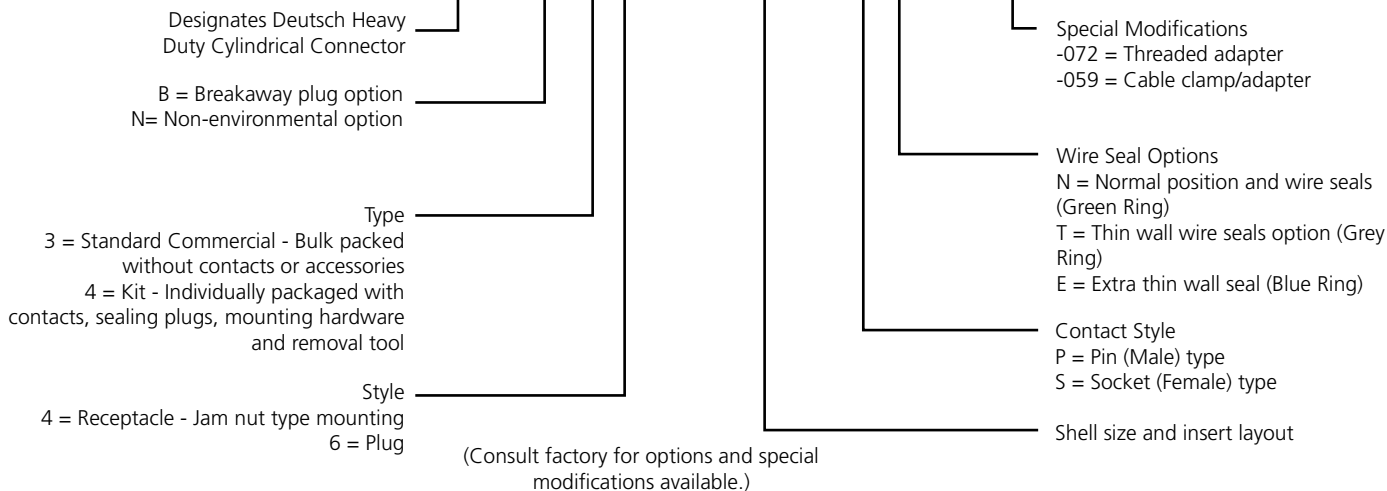 Designates Deutsch Heavy
Duty Cylindrical Connector
B = Breakaway plug option
N= Non-environmental option
Type
3 = Standard Commercial - Bulk packed
without contacts or accessories
4 = Kit - Individually packaged with
contacts, sealing plugs, mounting hardware
and removal tool
Style
4 = Receptacle - Jam nut type mounting
6 = Plug
(Consult factory for options and special
modifications available.)
Special Modifications
-072 = Threaded adapter
-059 = Cable clamp/adapter
Wire Seal Options
N = Normal position and wire seals
(Green Ring)
T = Thin wall wire seals option (Grey
Ring)
E = Extra thin wall seal (Blue Ring)
Contact Style
P = Pin (Male) type
S = Socket (Female) type
Shell size and insert layout